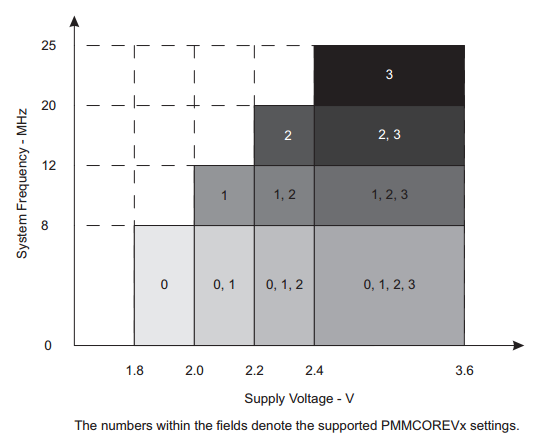 25
3
20
2
2, 3
12
1
1, 2
1, 2, 3
8
0
0, 1
0, 1, 2
0, 1, 2, 3
0
System Frequency - MHz
1.8
2.0
2.2
2.4
3.6
Supply Voltage - V
The numbers within the fields denote the supported PMMCOREVx settings.